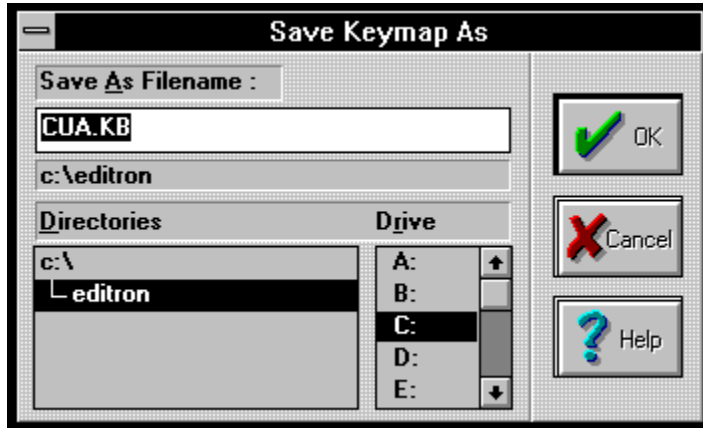 Save Keymap As
Save As Filename :
CUA.KB
c:\editron
Directories
Drive
c:\
editron
A:
B:
C:
D:
E:
OK
Cancel
Help